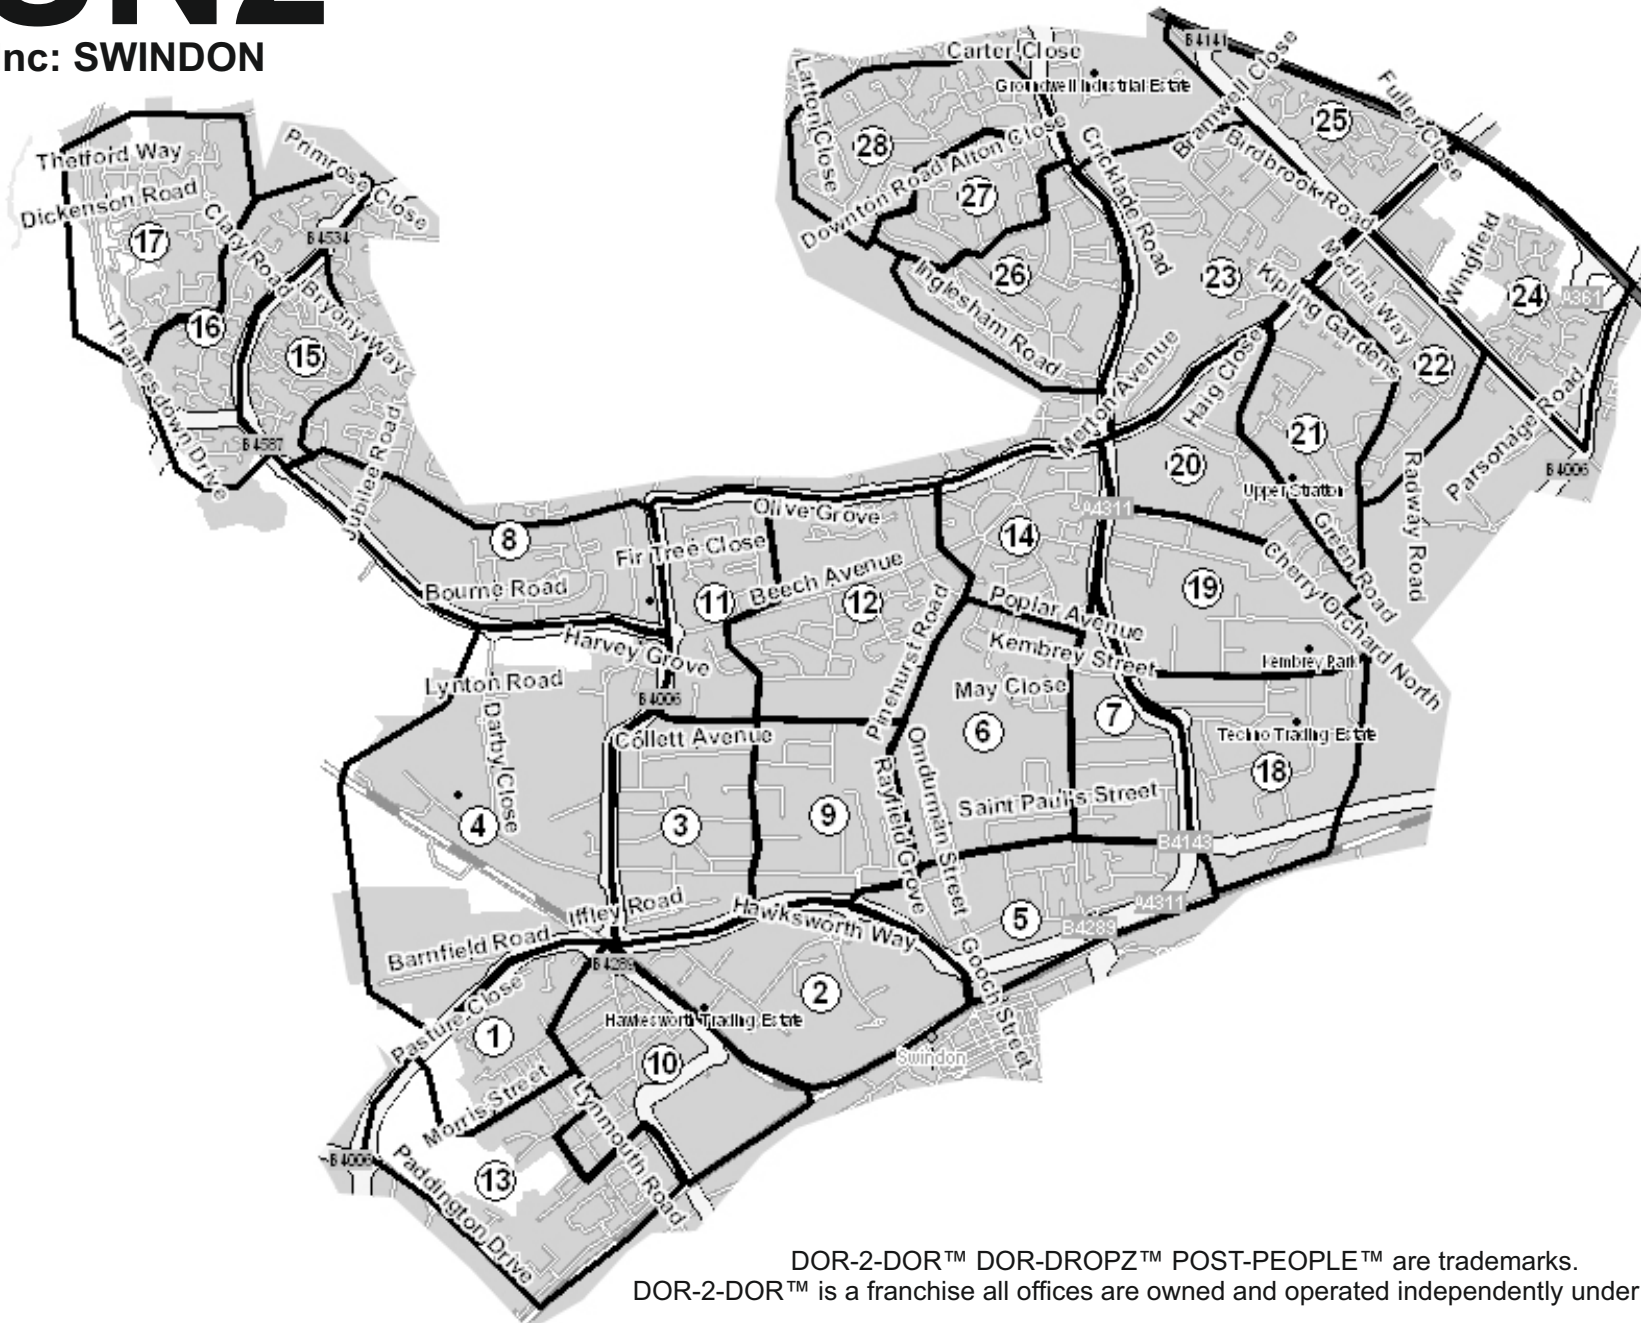 nc: SWINDON
Carter Close
B4141
Groundwell Industrial Estate
Latton Close
Bramwell Close
Fuller Close
25
28
Alton Close
Cricklade Road
Birdbrook Road
Thetford Way
Primrose Close
Dickenson Road
27
Downton Road
17
Clary Road
B4534
Wingfield
26
23
Medina Way
24
A361
Kipling Gardens
Inglesham Road
Bryony Way
16
15
Thamesdown Drive
22
Haig Close
Merton Avenue
Parsonage Road
B4587
Jubilee Road
21
20
B4006
Upper Stratton
Radway Road
A4311
Olive Grove
14
8
Fir Tree Close
Green Road
Cherry Orchard North
Beech Avenue
Bourne Road
11
12
19
Poplar Avenue
Pinehurst Road
Harvey Grove
Kembrey Street
Kembrey Park
Lynton Road
B4006
May Close
Darby Close
7
6
Collett Avenue
Techno Trading Estate
Omdurman Street
Rayfield Grove
18
Saint Paul's Street
4
3
9
B4143
Iffley Road
Hawksworth Way
A4311
5
B4289
Barnfield Road
B4289
Gooch Street
Pasture Close
2
Hawkesworth Trading Estate
1
10
Swindon
Morris Street
Lynmouth Road
B4006
13
Paddington Drive
DOR-2-DOR™ DOR-DROPZ™ POST-PEOPLE™ are trademarks.
DOR-2-DOR™ is a franchise all offices are owned and operated independently under